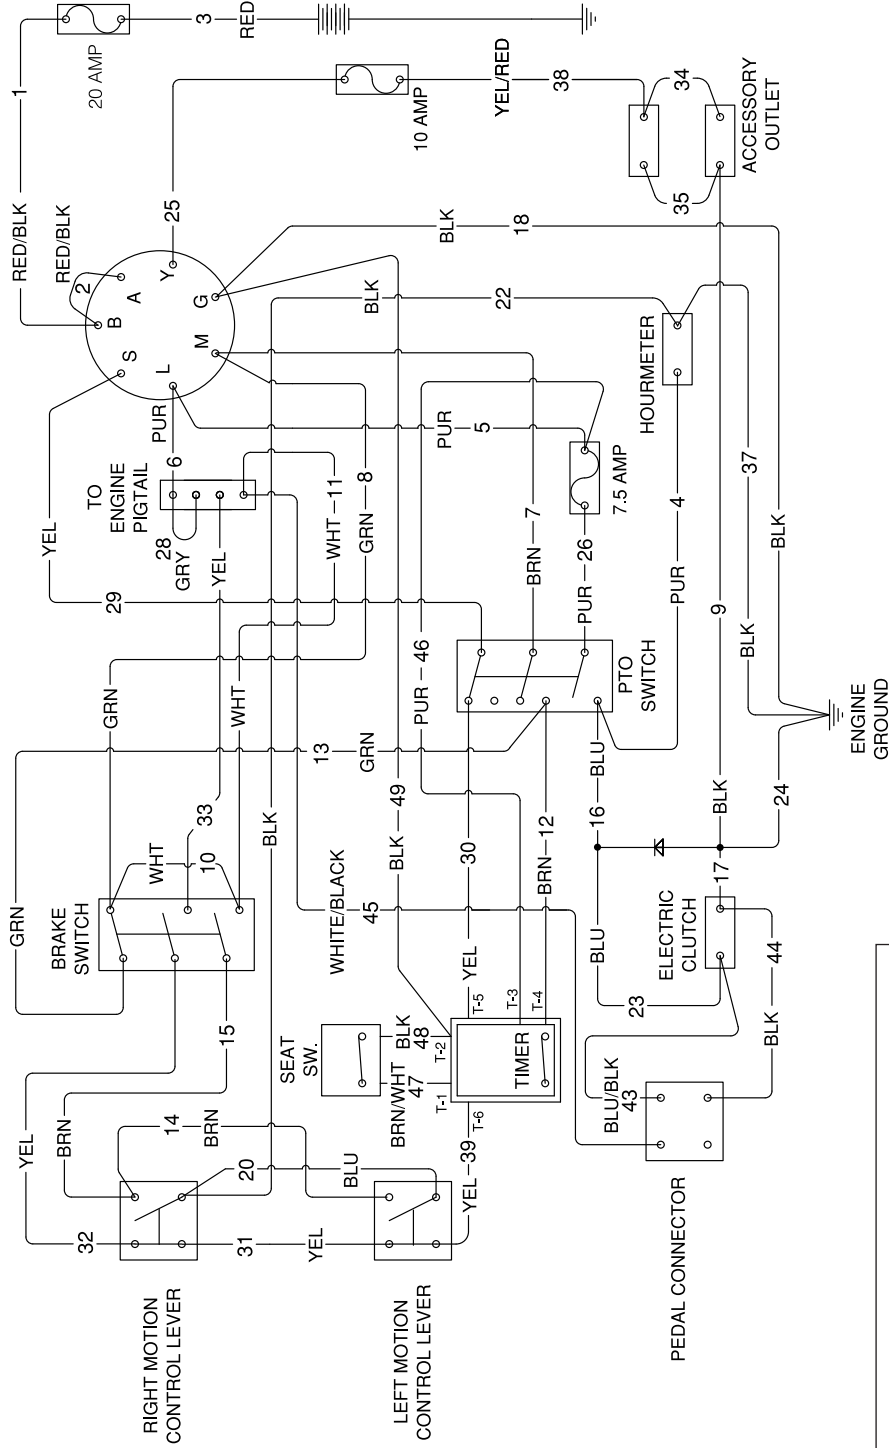 1
RED/BLK
20 AMP
3
RED
RED/BLK
2
25
10 AMP
YEL/RED
38
34
35
ACCESSORY
OUTLET
B
A
Y
S
L
M
G
BLK
18
BLK
22
PUR
6
TO
ENGINE
PIGTAIL
28
GRY
YEL
YEL
29
WHT
11
GRN
8
PUR
5
7.5 AMP
HOURMETER
BRN
7
PUR
26
PUR
4
37
BLK
BLK
9
PUR
46
PTO
SWITCH
GRN
WHT
13
GRN
BLU
16
49
BLK
30
BRN
12
BLK
24
ENGINE
GROUND
33
BLK
WHT
10
GRN
BRAKE
SWITCH
WHITE/BLACK
45
YEL
BLU
17
ELECTRIC
CLUTCH
23
44
BLK
15
SEAT
SW.
BLK
48
BRN/WHT
47
T-1
T-2
T-3
T-4
T-5
T-6
TIMER
BLU/BLK
43
YEL
BRN
14
BRN
20
BLU
YEL
39
32
31
YEL
PEDAL CONNECTOR
RIGHT MOTION
CONTROL LEVER
LEFT MOTION
CONTROL LEVER